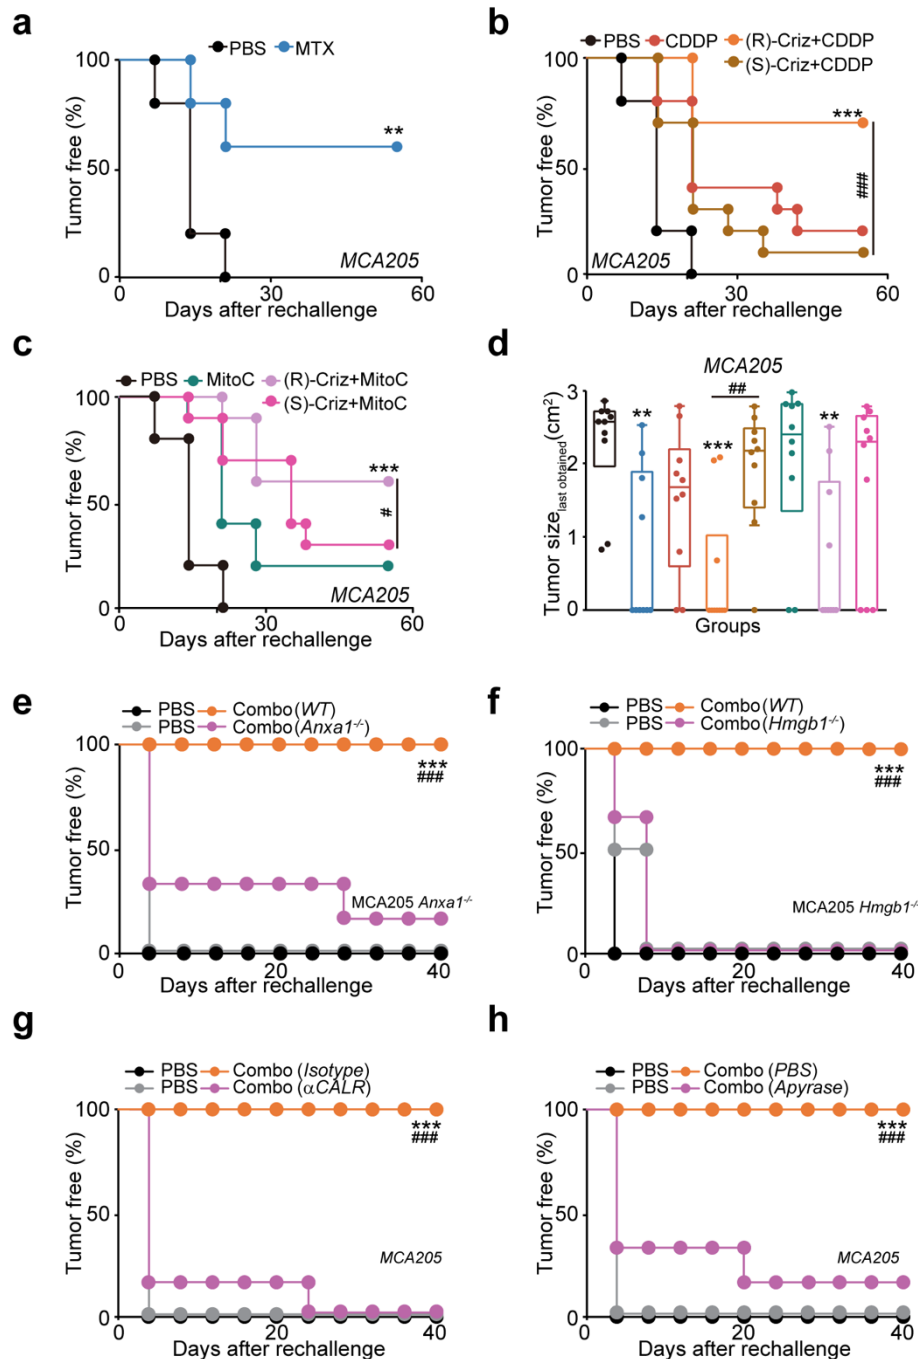 a
PBS MTX
Tumor free (%)
100
50
0
**
MCA205
0 30 60
Days after rechallenge
b
PBS CDDP (R)-Criz+CDDP
(S)-Criz+CDDP
Tumor free (%)
100
50
0
***
###
MCA205
0 30 60
Days after rechallenge
c
PBS MitoC (R)-Criz+MitoC
(S)-Criz+MitoC
Tumor free (%)
100
50
0
***
#
MCA205
0 30 60
Days after rechallenge
d
MCA205
Tumor size last obtained (cm²)
3
2
1
0
** *** ## **
Groups
e
PBS Combo (WT)
PBS Combo (Anxa1-/-)
Tumor free (%)
100
50
0
***
###
MCA205 Anxa1-/-
0 20 40
Days after rechallenge
f
PBS Combo (WT)
PBS Combo (Hmgb1-/-)
Tumor free (%)
100
50
0
***
###
MCA205 Hmgb1-/-
0 20 40
Days after rechallenge
g
PBS Combo (Isotype)
PBS Combo (αCALR)
Tumor free (%)
100
50
0
***
###
MCA205
0 20 40
Days after rechallenge
h
PBS Combo (PBS)
PBS Combo (Apyrase)
Tumor free (%)
100
50
0
***
###
MCA205
0 20 40
Days after rechallenge